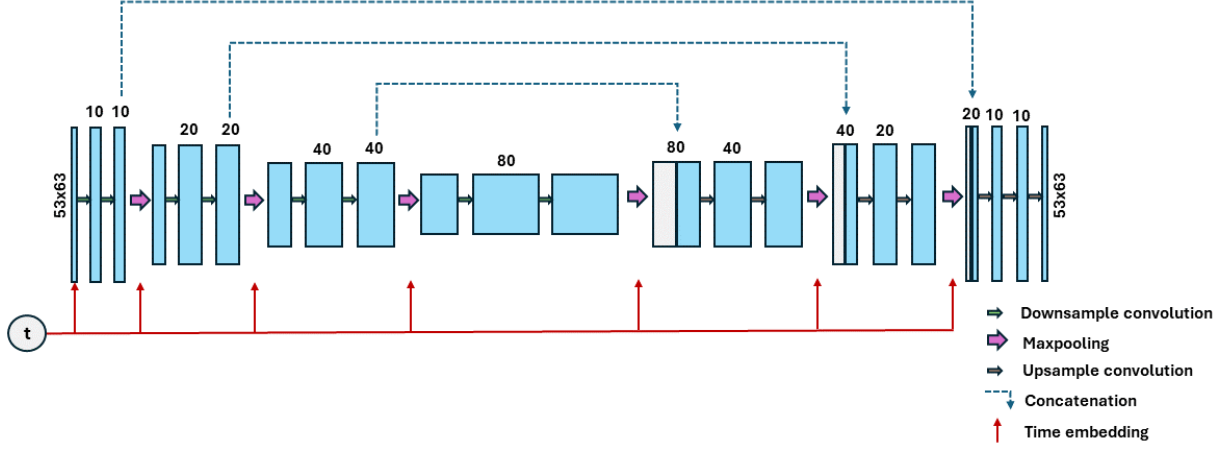 10 10
20 20
40 40
80
80 40
40 20
20 10 10
53x63
53x63
t
Downsample convolution
Maxpooling
Upsample convolution
Concatenation
Time embedding